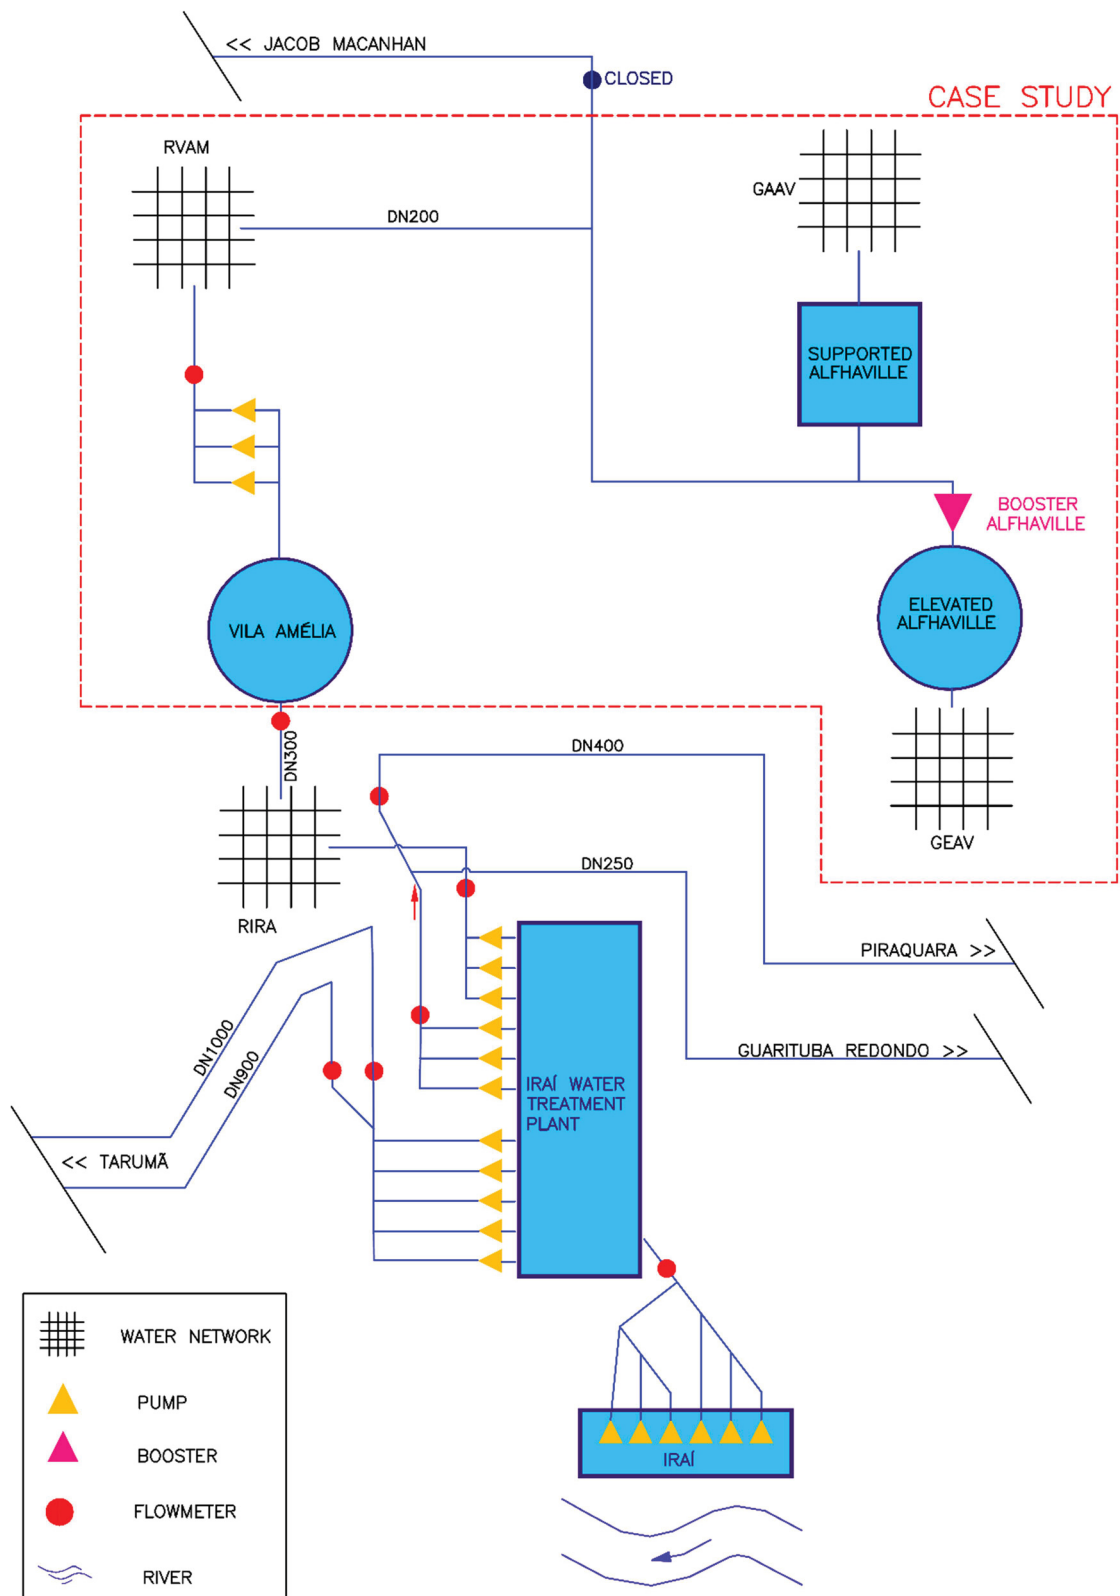 << JACOB MACANHAN
CLOSED
CASE STUDY
RVAM
GAAV
DN200
SUPPORTED
ALFHAVILLE
BOOSTER
ALFHAVILLE
VILA AMÉLIA
ELEVATED
ALFHAVILLE
DN300
DN400
GEAV
DN250
RIRA
PIRAQUARA >>
DN1000
DN900
GUARITUBA REDONDO >>
IRAÍ WATER
TREATMENT
PLANT
<< TARUMÃ
WATER NETWORK
PUMP
BOOSTER
FLOWMETER
RIVER
IRAÍ